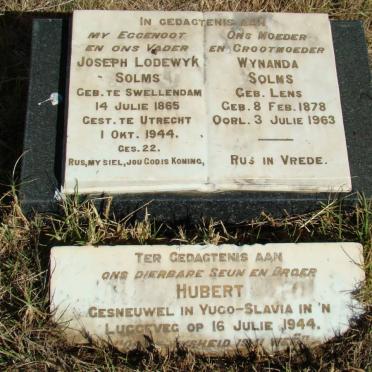 IN GEDAGTENIS AAN
MY EGGENOOT
EN ONS VADER
JOSEPH LODEWYK
SOLMS
GEB. TE SWELLENDAM
14 JULIE 1865
GEST. TE UTRECHT
1 OKT. 1944.
GES. 22.
RUS, MY SIEL, JOU GOD IS KONING,
ONS MOEDER
EN GROOTMOEDER
WYNANDA
SOLMS
GEB. LENS
GEB. 8 FEB. 1878
OORL. 3 JULIE 1963
RUS IN VREDE.
TER GEDAGTENIS AAN
ONS DIERBARE SEUN EN BROER
HUBERT
GESNEUWEL IN YUGO-SLAVIA IN 'N
LUGGEVEG OP 16 JULIE 1944.